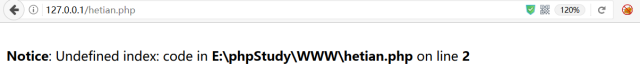 127.0.0.1/hetian.php
120%
Notice: Undefined index: code in E:\phpStudy\WWW\hetian.php on line 2